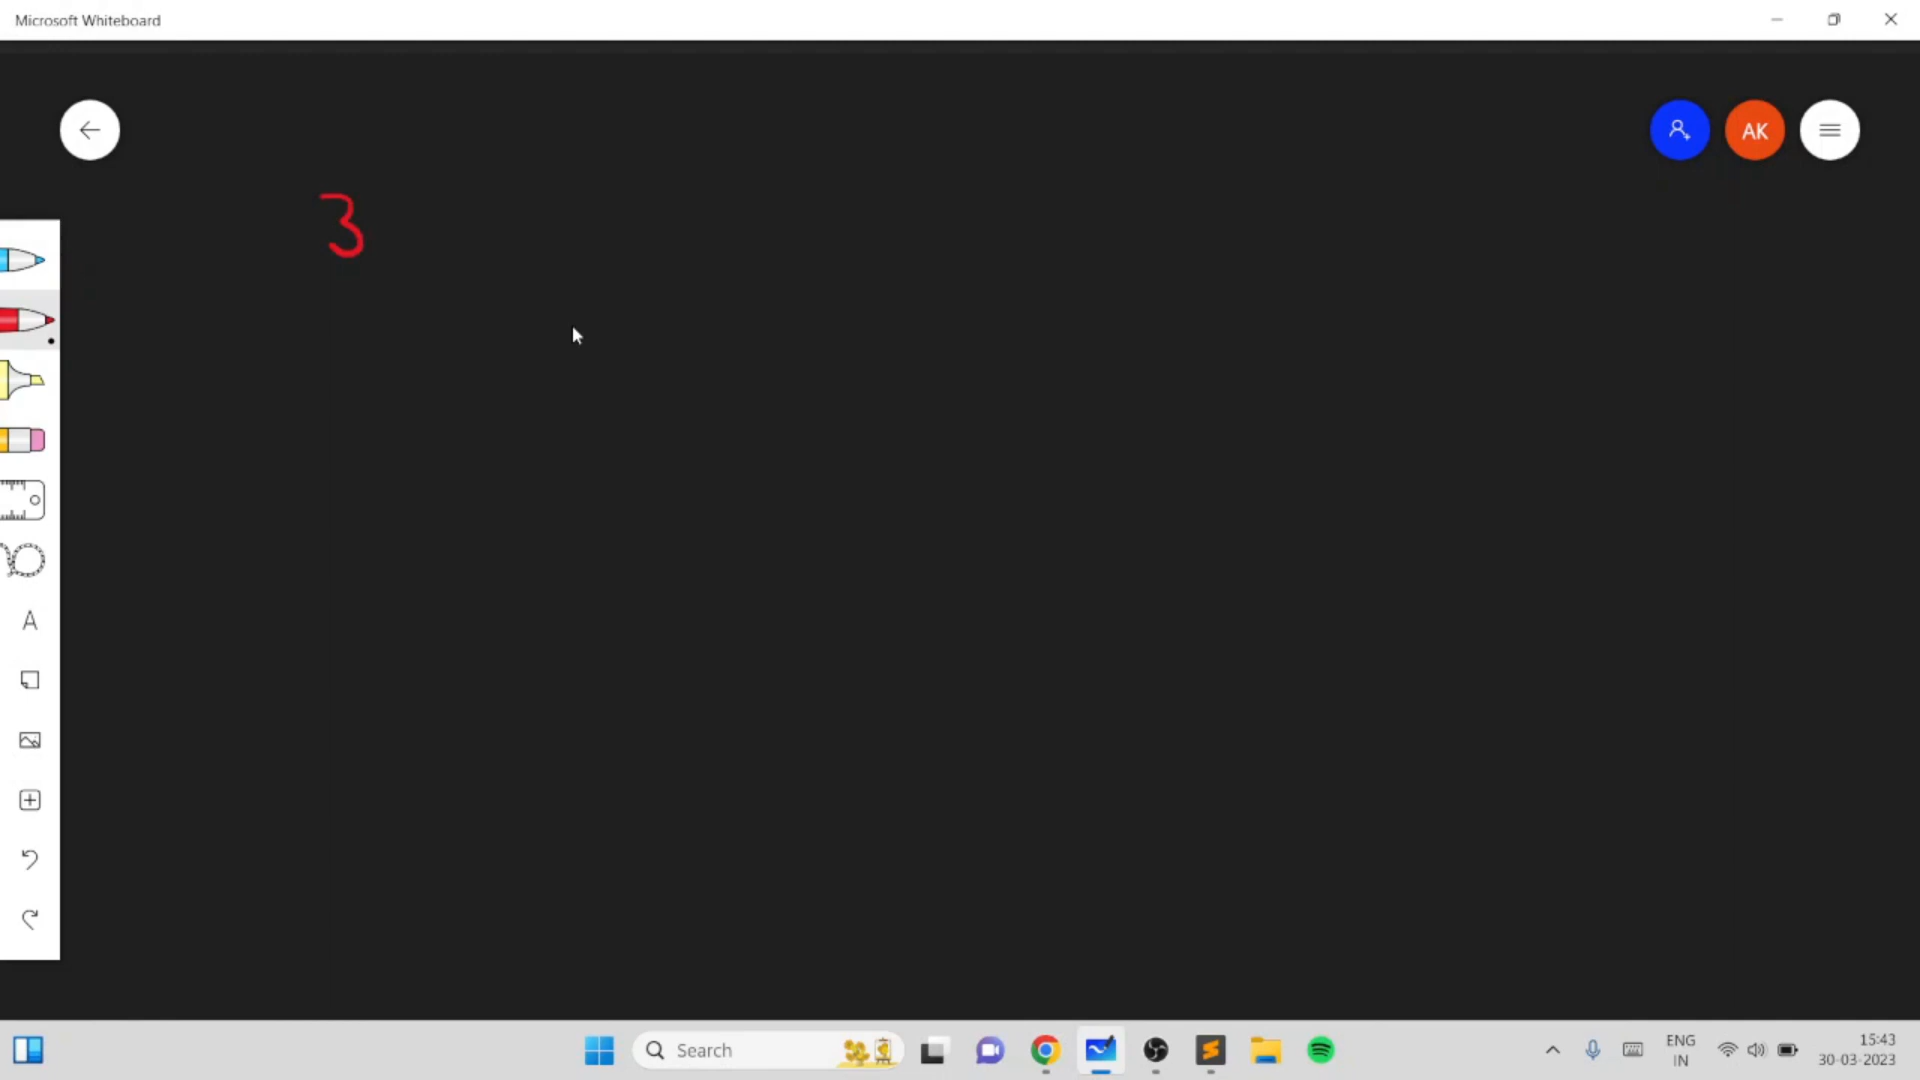 Microsoft Whiteboard
AK
3
A
Search
ENG
IN
15:43
30-03-2023